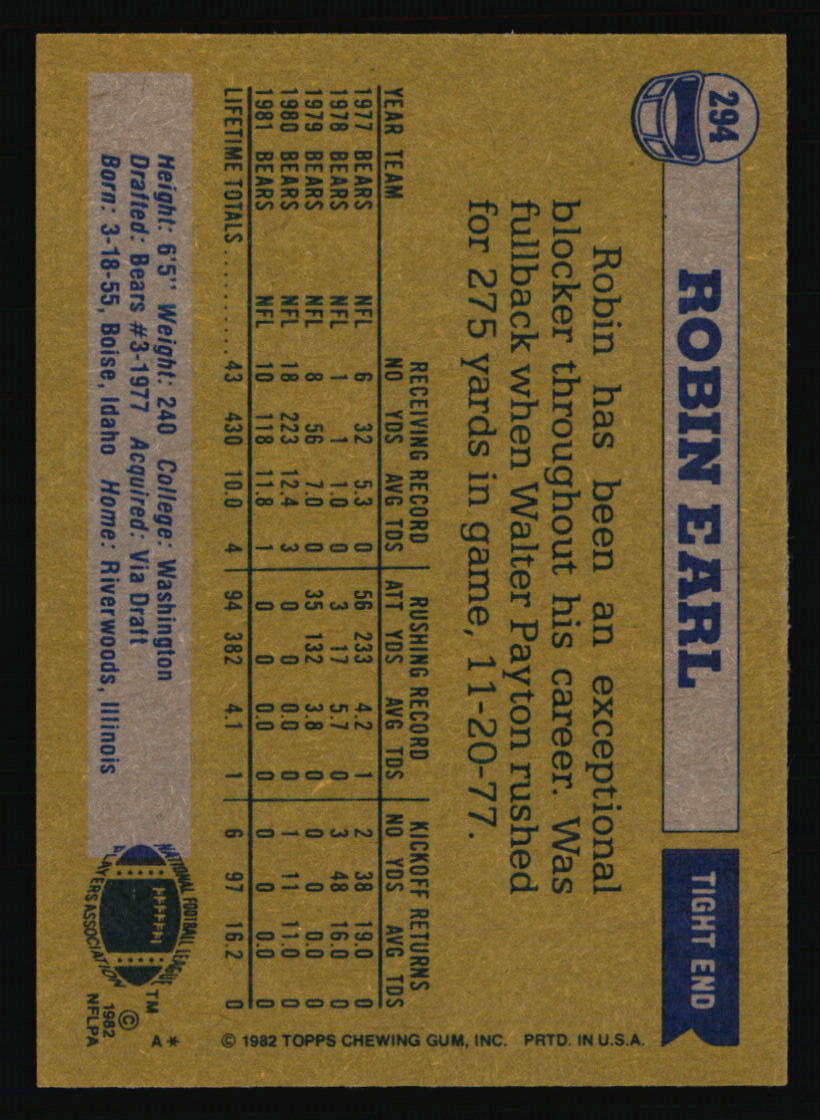 294
ROBIN EARL
TIGHT END
Robin has been an exceptional
blocker throughout his career. Was
fullback when Walter Payton rushed
for 275 yards in game, 11-20-77.
RECEIVING RECORD RUSHING RECORD KICKOFF RETURNS
YEAR TEAM NO YDS AVG TDS ATT YDS AVG TDS NO YDS AVG TDS
1977 BEARS NFL 6 32 5.3 0 56 233 4.2 1 2 38 19.0 0
1978 BEARS NFL 1 1 1.0 0 3 17 5.7 0 3 48 16.0 0
1979 BEARS NFL 8 56 7.0 0 35 132 3.8 0 0 0 0.0 0
1980 BEARS NFL 18 223 12.4 3 0 0 0.0 0 1 11 11.0 0
1981 BEARS NFL 10 118 11.8 1 0 0 0.0 0 0 0 0.0 0
LIFETIME TOTALS.......... 43 430 10.0 4 94 382 4.1 1 6 97 16.2 0
Height: 6'5" Weight: 240 College: Washington
Drafted: Bears #3-1977 Acquired: Via Draft
Born: 3-18-55, Boise, Idaho Home: Riverwoods, Illinois
NATIONAL FOOTBALL LEAGUE
PLAYERS ASSOCIATION
TM
© 1982
NFLPA
A*
© 1982 TOPPS CHEWING GUM, INC. PRTD. IN U.S.A.